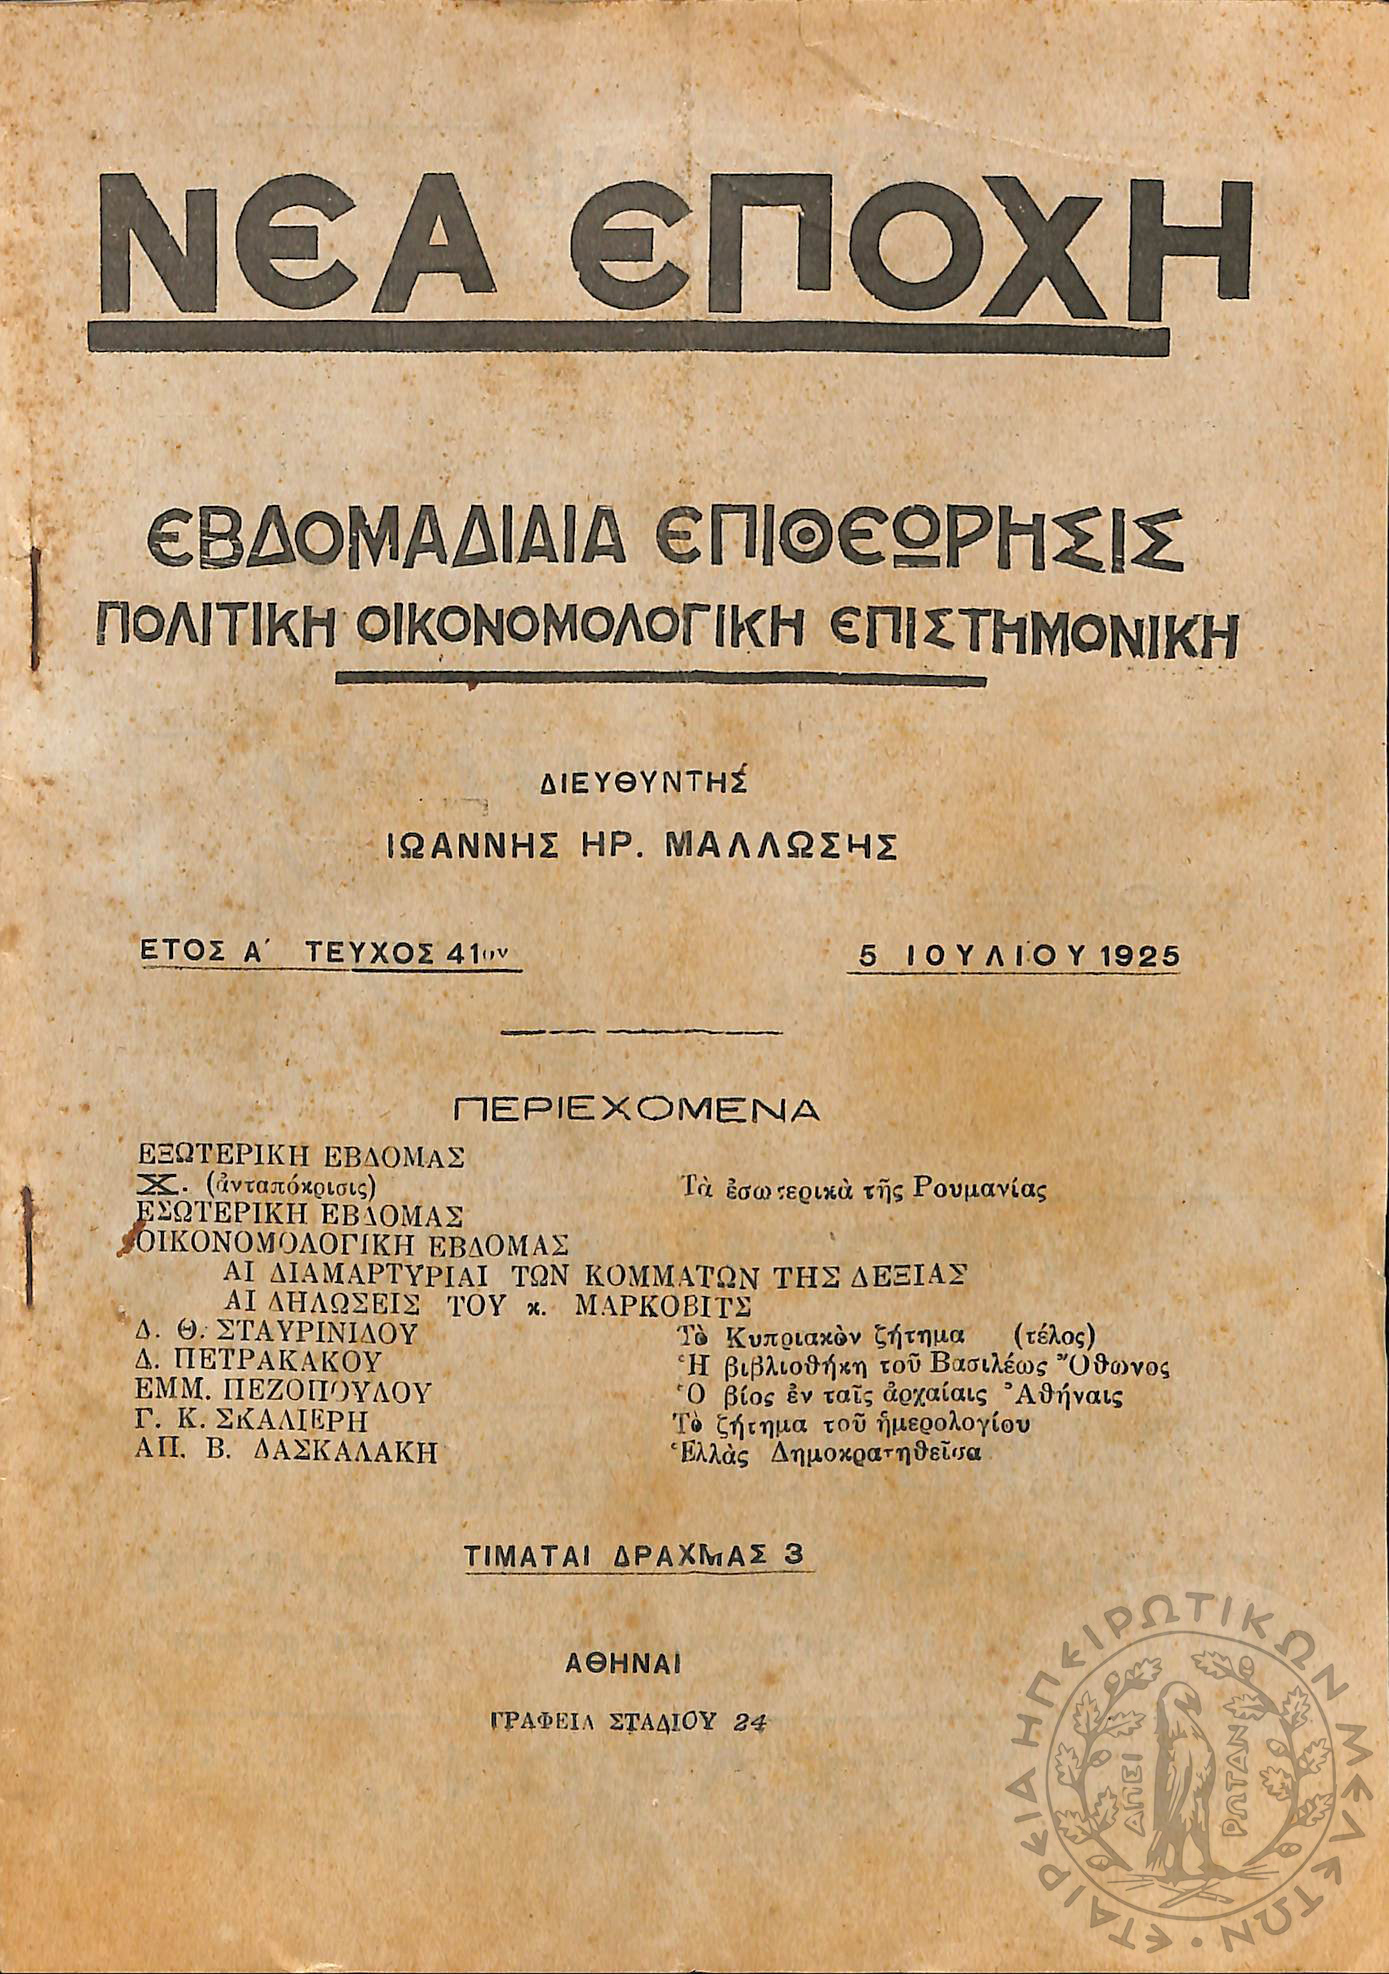 ΝΕΑ ΕΠΟΧΗ
ΕΒΔΟΜΑΔΙΑΙΑ ΕΠΙΘΕΩΡΗΣΙΣ
ΠΟΛΙΤΙΚΗ ΟΙΚΟΝΟΜΟΛΟΓΙΚΗ ΕΠΙΣΤΗΜΟΝΙΚΗ
ΔΙΕΥΘΥΝΤΗΣ
ΙΩΑΝΝΗΣ ΗΡ. ΜΑΛΛΩΣΗΣ
ΕΤΟΣ Α΄ ΤΕΥΧΟΣ 41ον 5 ΙΟΥΛΙΟΥ 1925
ΠΕΡΙΕΧΟΜΕΝΑ
ΕΞΩΤΕΡΙΚΗ ΕΒΔΟΜΑΣ
Χ. (ἀνταπόκρισις) Τὰ ἐσωτερικὰ τῆς Ρουμανίας
ΕΣΩΤΕΡΙΚΗ ΕΒΔΟΜΑΣ
ΟΙΚΟΝΟΜΟΛΟΓΙΚΗ ΕΒΔΟΜΑΣ
ΑΙ ΔΙΑΜΑΡΤΥΡΙΑΙ ΤΩΝ ΚΟΜΜΑΤΩΝ ΤΗΣ ΔΕΞΙΑΣ
ΑΙ ΔΗΛΩΣΕΙΣ ΤΟΥ κ. ΜΑΡΚΟΒΙΤΣ
Δ. Θ. ΣΤΑΥΡΙΝΙΔΟΥ Τὸ Κυπριακὸν ζήτημα (τέλος)
Δ. ΠΕΤΡΑΚΑΚΟΥ Ἡ βιβλιοθήκη τοῦ Βασιλέως Ὄθωνος
ΕΜΜ. ΠΕΖΟΠΟΥΛΟΥ Ὁ βίος ἐν ταῖς ἀρχαίαις Ἀθήναις
Γ. Κ. ΣΚΑΛΙΕΡΗ Τὸ ζήτημα τοῦ ἡμερολογίου
ΑΠ. Β. ΔΑΣΚΑΛΑΚΗ Ἑλλὰς Δημοκρατηθεῖσα
ΤΙΜΑΤΑΙ ΔΡΑΧΜΑΣ 3
ΑΘΗΝΑΙ
ΓΡΑΦΕΙΑ ΣΤΑΔΙΟΥ 24
ΕΤΑΙΡΕΙΑ ΗΠΕΙΡΩΤΙΚΩΝ ΜΕΛΕΤΩΝ
ΑΠΕΙ ΡΩΤΑΝ